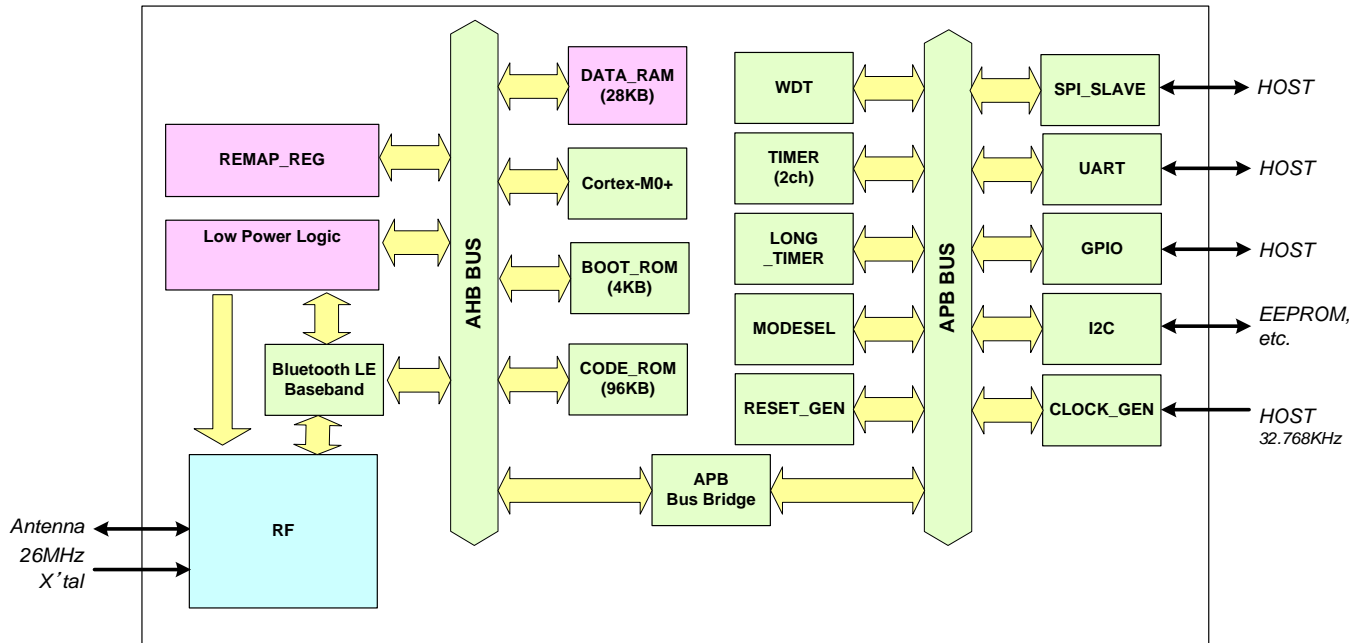 DATA_RAM
(28KB)
REMAP_REG
Cortex-M0+
Low Power Logic
BOOT_ROM
(4KB)
Bluetooth LE
Baseband
CODE_ROM
(96KB)
AHB BUS
RF
Antenna
26MHz
X'tal
APB
Bus Bridge
WDT
TIMER
(2ch)
LONG
_TIMER
MODESEL
RESET_GEN
APB BUS
SPI_SLAVE
HOST
UART
HOST
GPIO
HOST
I2C
EEPROM,
etc.
CLOCK_GEN
HOST
32.768KHz